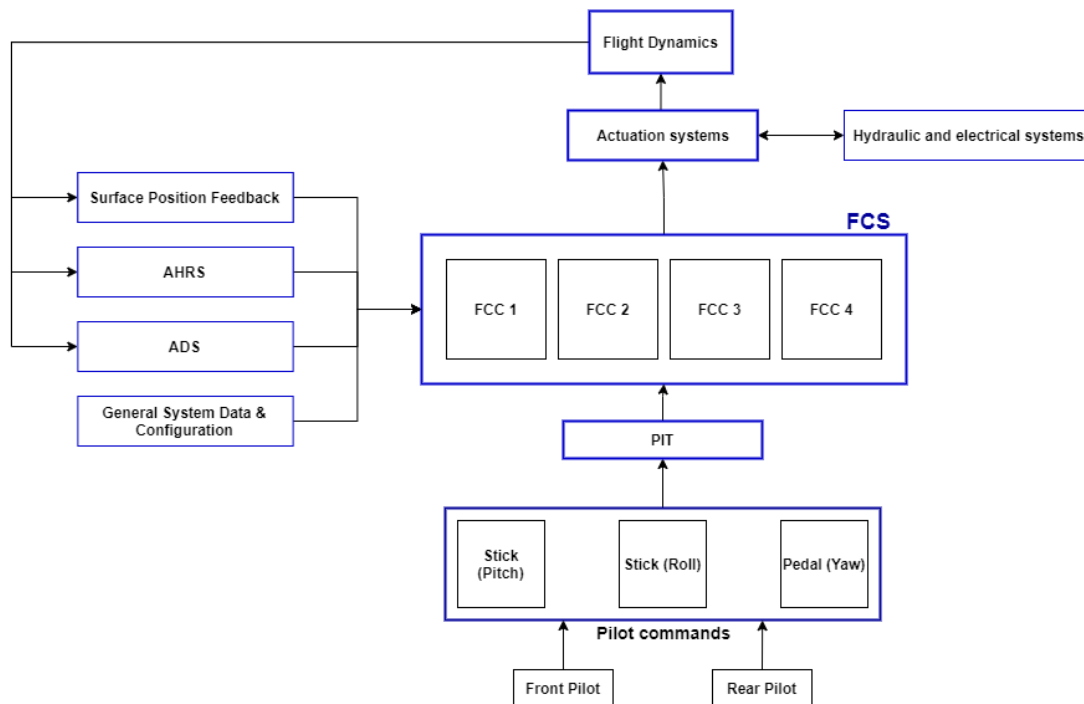 Flight Dynamics
Actuation systems
Hydraulic and electrical systems
Surface Position Feedback
FCS
AHRS
FCC 1
FCC 2
FCC 3
FCC 4
ADS
General System Data &
Configuration
PIT
Stick
(Pitch)
Stick (Roll)
Pedal (Yaw)
Pilot commands
Front Pilot
Rear Pilot